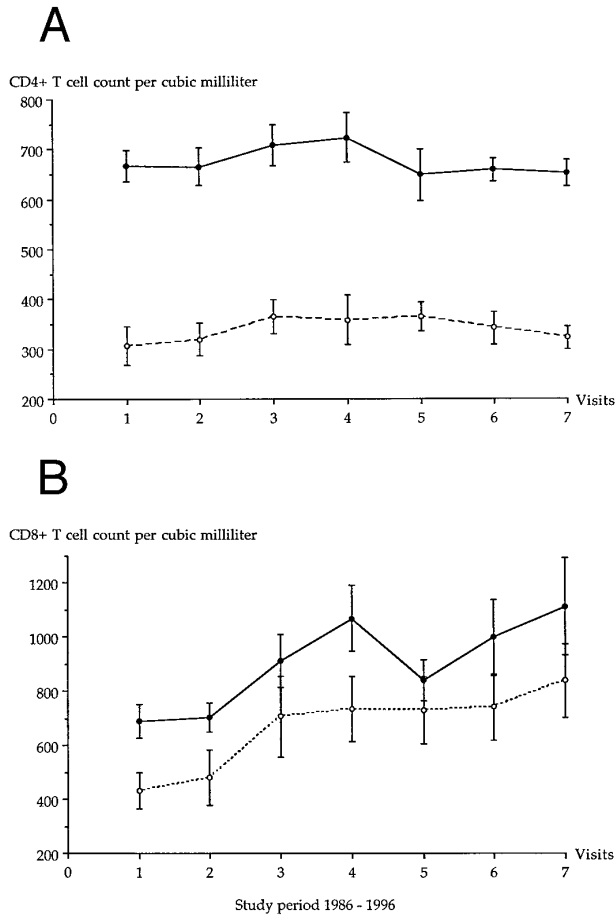 A
CD4+ T cell count per cubic milliliter
800
700
600
500
400
300
200
0 1 2 3 4 5 6 7 Visits
B
CD8+ T cell count per cubic milliliter
1200
1000
800
600
400
200
0 1 2 3 4 5 6 7 Visits
Study period 1986 - 1996